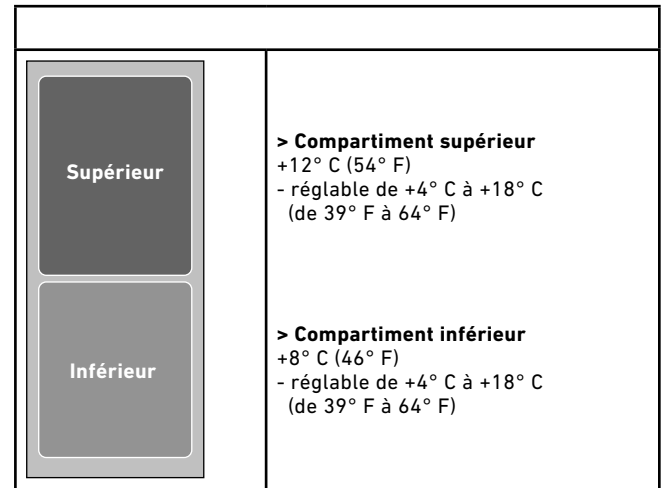 Supérieur
> Compartiment supérieur
+12° C (54° F)
- réglable de +4° C à +18° C
(de 39° F à 64° F)
Inférieur
> Compartiment inférieur
+8° C (46° F)
- réglable de +4° C à +18° C
(de 39° F à 64° F)